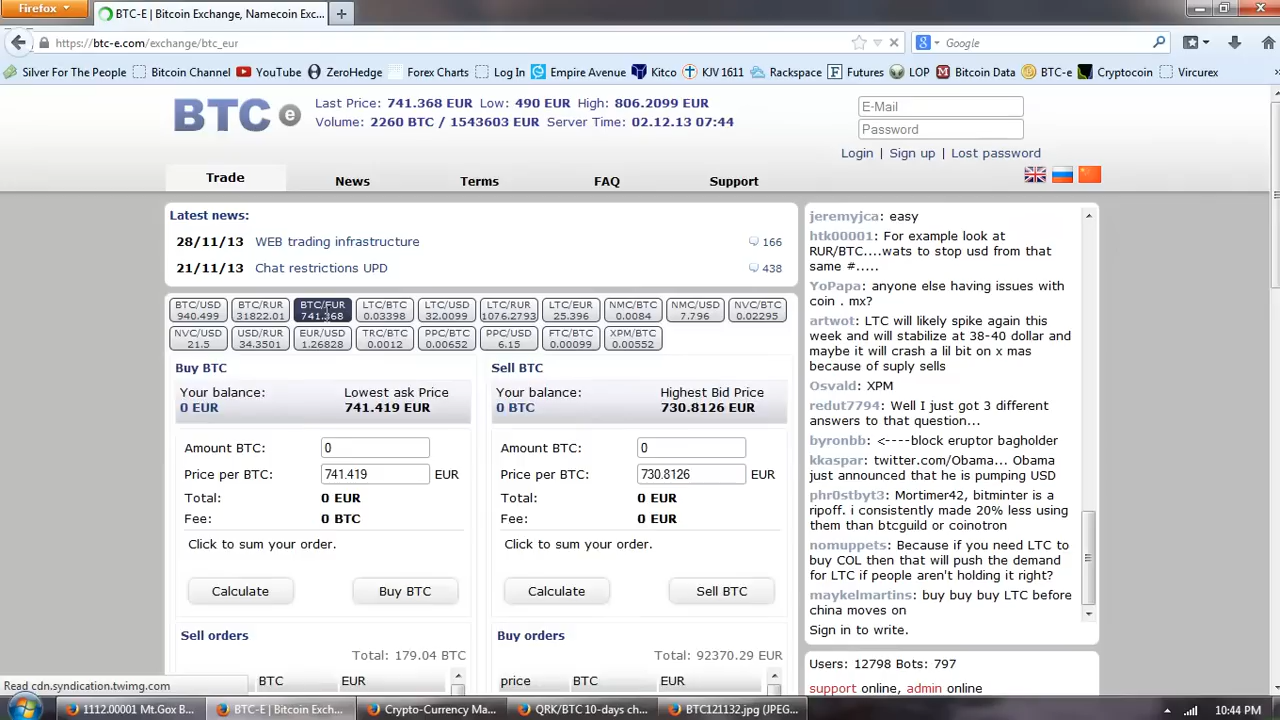 Firefox
BTC-E | Bitcoin Exchange, Namecoin Exc...
https://btc-e.com/exchange/btc_eur
Google
Silver For The People
Bitcoin Channel
YouTube
ZeroHedge
Forex Charts
Log In
Empire Avenue
Kitco
KJV 1611
Rackspace
Futures
LOP
Bitcoin Data
BTC-e
Cryptocoin
Vircurex
BTC e
Last Price: 741.368 EUR Low: 490 EUR High: 806.2099 EUR
Volume: 2260 BTC / 1543603 EUR Server Time: 02.12.13 07:44
E-Mail
Password
Login | Sign up | Lost password
Trade
News
Terms
FAQ
Support
Latest news:
28/11/13 WEB trading infrastructure 166
21/11/13 Chat restrictions UPD 438
BTC/USD
940.499
BTC/RUR
31822.01
BTC/EUR
741.368
LTC/BTC
0.03398
LTC/USD
32.0099
LTC/RUR
1076.2793
LTC/EUR
25.396
NMC/BTC
0.0084
NMC/USD
7.796
NVC/BTC
0.02295
NVC/USD
21.5
USD/RUR
34.3501
EUR/USD
1.26828
TRC/BTC
0.0012
PPC/BTC
0.00652
PPC/USD
6.15
FTC/BTC
0.00099
XPM/BTC
0.00552
Buy BTC
Your balance:
0 EUR
Lowest ask Price
741.419 EUR
Amount BTC: 0
Price per BTC: 741.419 EUR
Total: 0 EUR
Fee: 0 BTC
Click to sum your order.
Calculate
Buy BTC
Sell orders
Total: 179.04 BTC
BTC EUR
Sell BTC
Your balance:
0 BTC
Highest Bid Price
730.8126 EUR
Amount BTC: 0
Price per BTC: 730.8126 EUR
Total: 0 EUR
Fee: 0 EUR
Click to sum your order.
Calculate
Sell BTC
Buy orders
Total: 92370.29 EUR
price BTC EUR
jeremyjca: easy
htk00001: For example look at
RUR/BTC....wats to stop usd from that
same #.....
YoPapa: anyone else having issues with
coin . mx?
artwot: LTC will likely spike again this
week and will stabilize at 38-40 dollar and
maybe it will crash a lil bit on x mas
because of suply sells
Osvald: XPM
redut7794: Well I just got 3 different
answers to that question...
byronbb: <----block eruptor bagholder
kkaspar: twitter.com/Obama... Obama
just announced that he is pumping USD
phr0stbyt3: Mortimer42, bitminter is a
ripoff. i consistently made 20% less using
them than btcguild or coinotron
nomuppets: Because if you need LTC to
buy COL then that will push the demand
for LTC if people aren't holding it right?
maykelmartins: buy buy buy LTC before
china moves on
Sign in to write.
Users: 12798 Bots: 797
support online, admin online
Read cdn.syndication.twimg.com
1112.00001 Mt.Gox B...
BTC-E | Bitcoin Exch...
Crypto-Currency Ma...
QRK/BTC 10-days ch...
BTC121132.jpg (JPEG...
10:44 PM